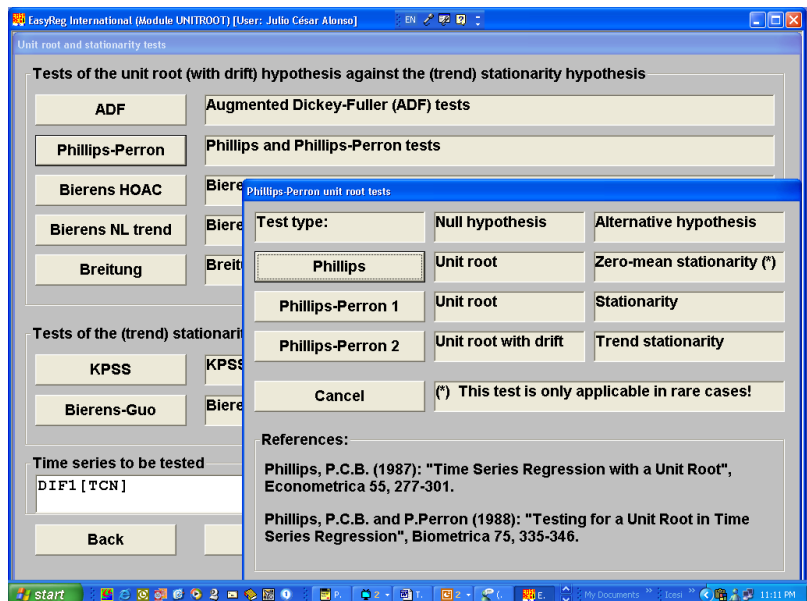 EasyReg International (Module UNITROOT) [User: Julio César Alonso]
EN
Unit root and stationarity tests
Tests of the unit root (with drift) hypothesis against the (trend) stationarity hypothesis
ADF
Augmented Dickey-Fuller (ADF) tests
Phillips-Perron
Phillips and Phillips-Perron tests
Bierens HOAC
Biere
Bierens NL trend
Biere
Breitung
Breit
Tests of the (trend) stationari
KPSS
KPSS
Bierens-Guo
Biere
Time series to be tested
DIF1[TCN]
Back
Phillips-Perron unit root tests
Test type:
Null hypothesis
Alternative hypothesis
Phillips
Unit root
Zero-mean stationarity (*)
Phillips-Perron 1
Unit root
Stationarity
Phillips-Perron 2
Unit root with drift
Trend stationarity
Cancel
(*) This test is only applicable in rare cases!
References:
Phillips, P.C.B. (1987): "Time Series Regression with a Unit Root",
Econometrica 55, 277-301.
Phillips, P.C.B. and P.Perron (1988): "Testing for a Unit Root in Time
Series Regression", Biometrica 75, 335-346.
start
P.
2
T.
2
(.
E.
My Documents
Icesi
11:11 PM